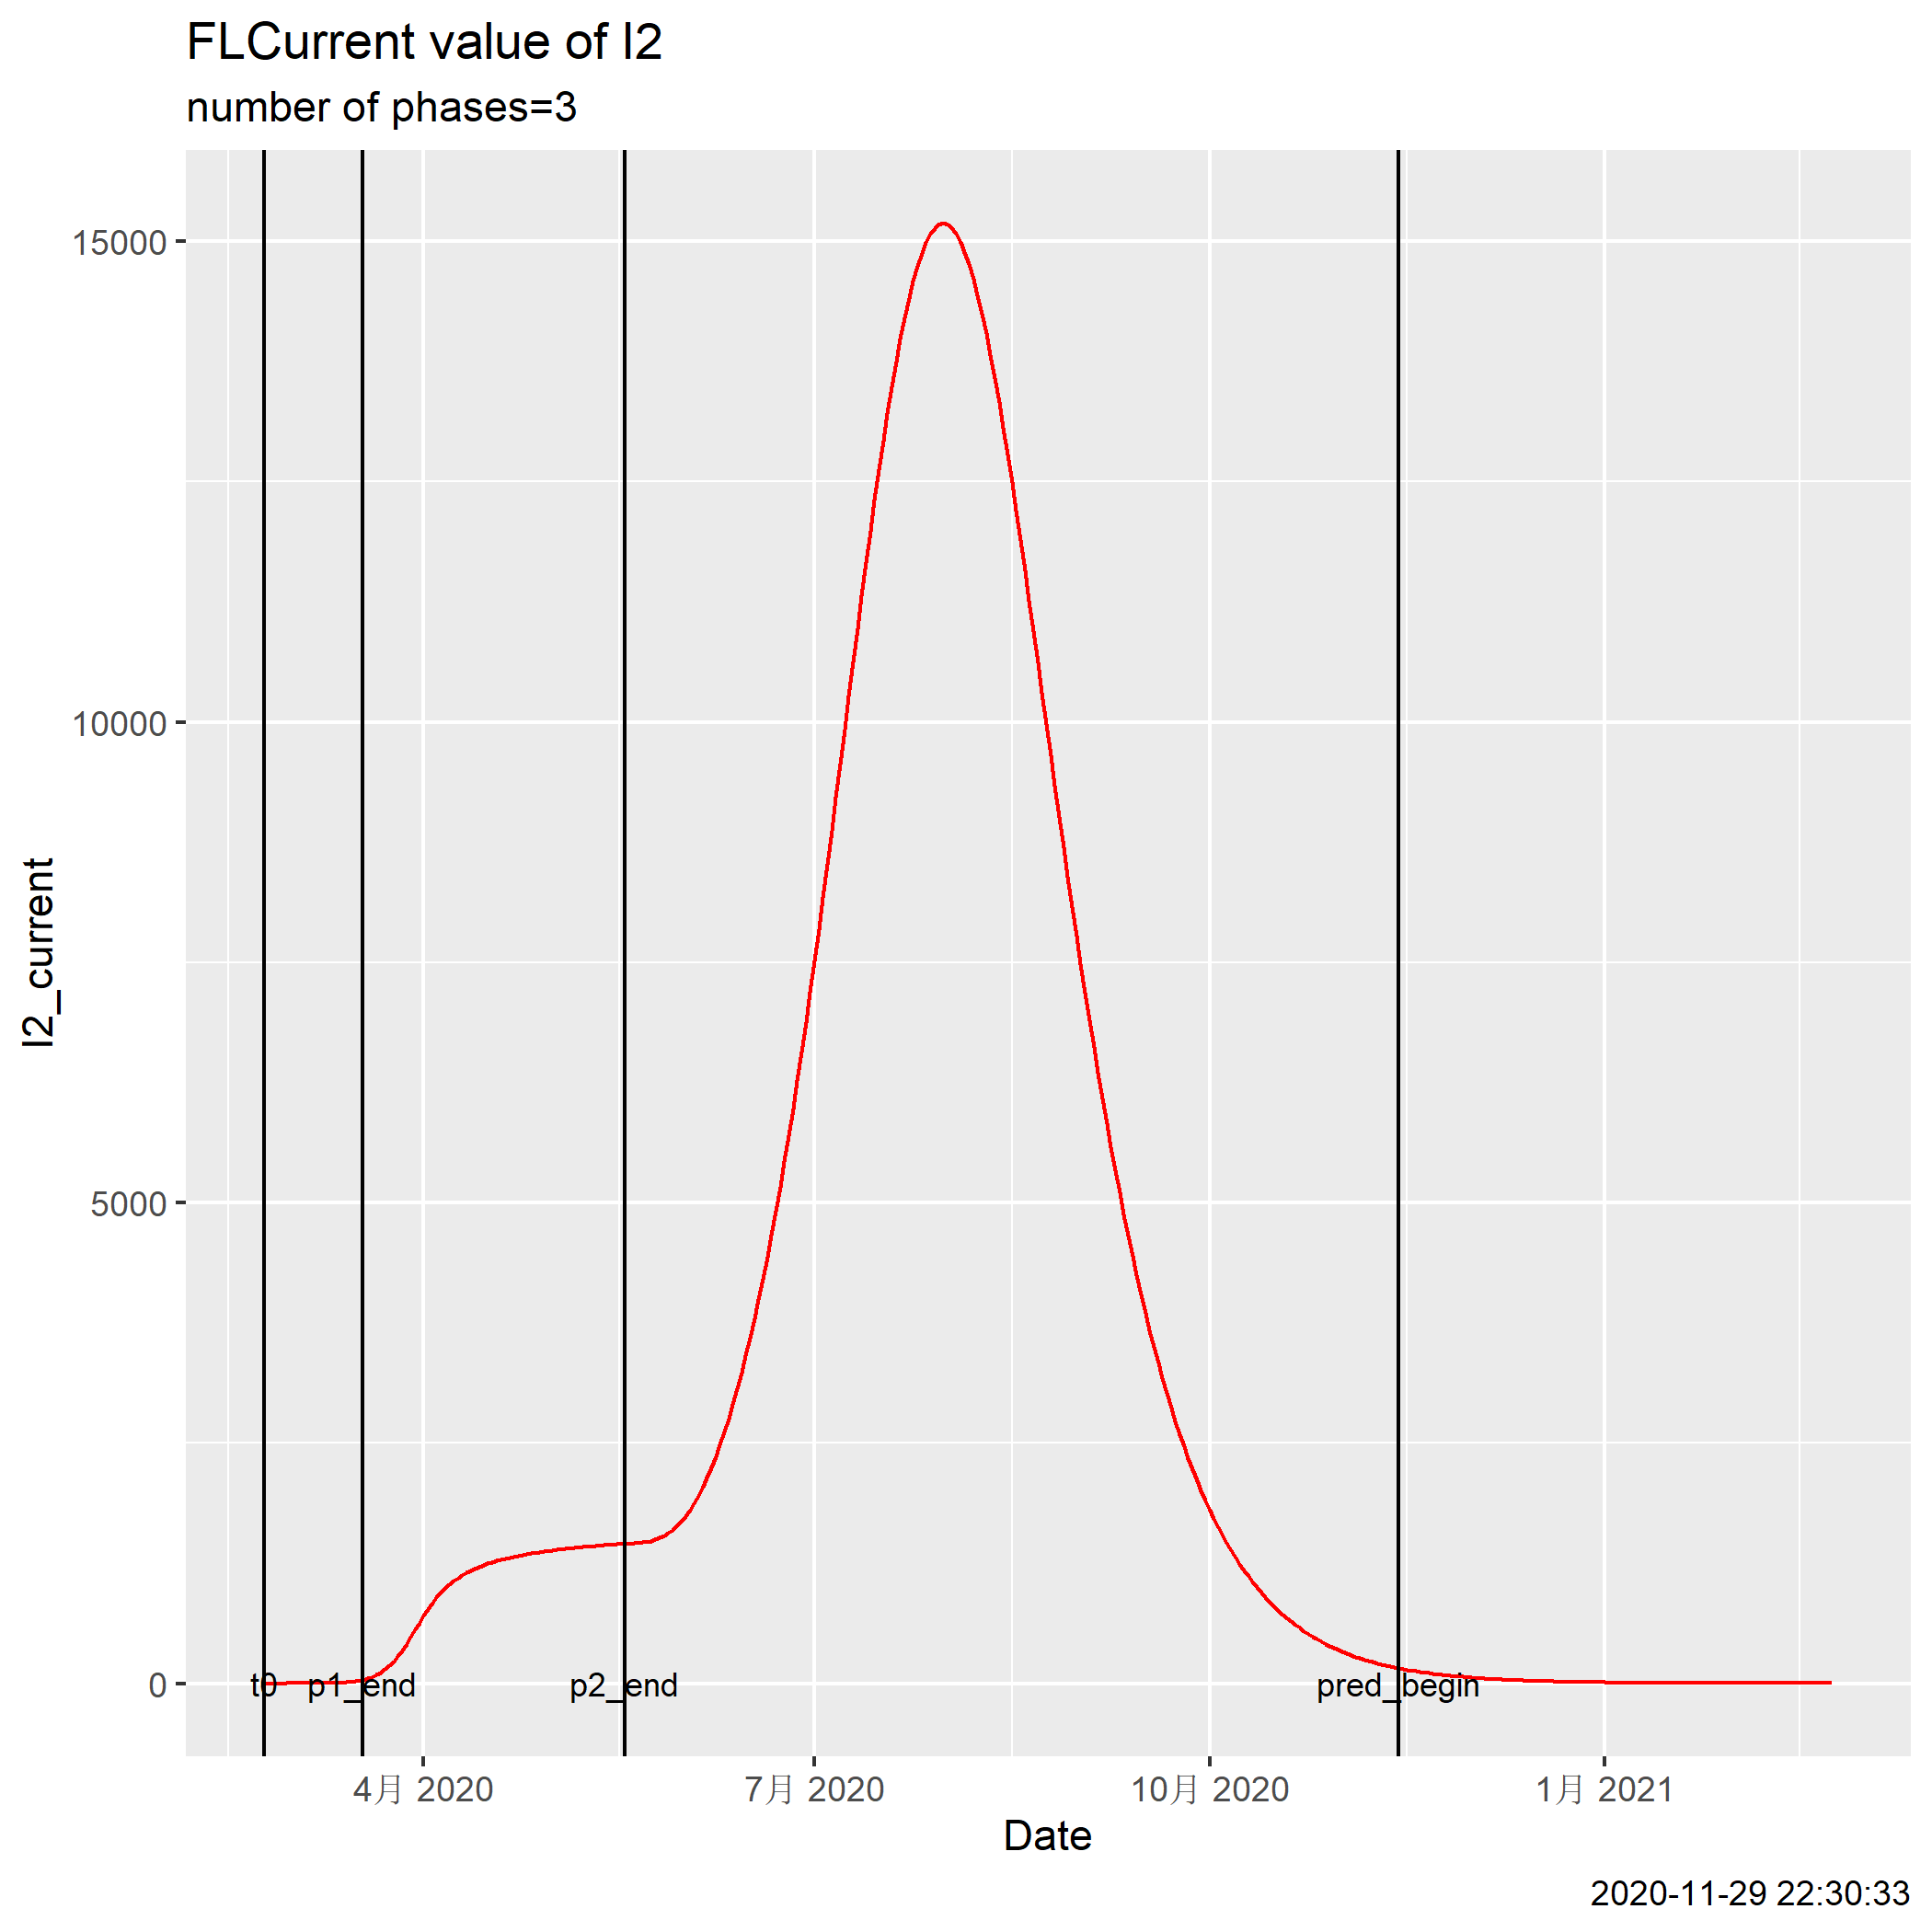 FLCurrent value of I2
number of phases=3
15000
10000
5000
0
I2_current
t0 p1_end p2_end pred_begin
4月 2020 7月 2020 10月 2020 1月 2021
Date
2020-11-29 22:30:33